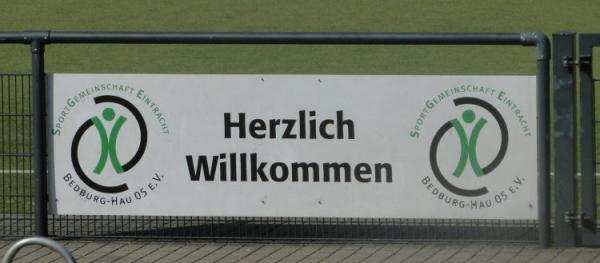 SportGemeinschaft Eintracht
Bedburg-Hau 05 e.V.
Herzlich
Willkommen
SportGemeinschaft Eintracht
Bedburg-Hau 05 e.V.